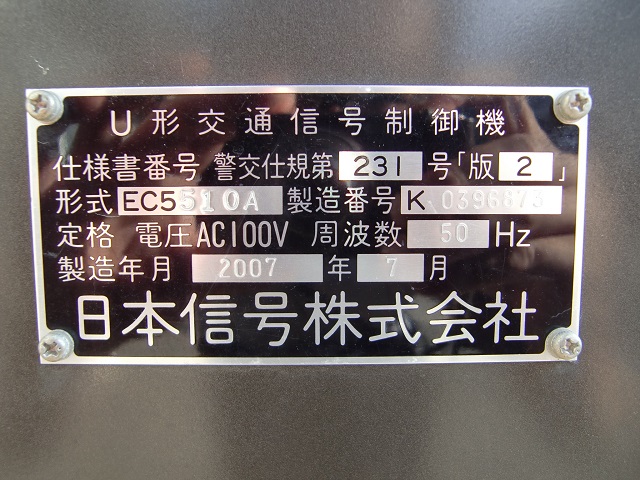 U形交通信号制御機
仕様書番号 警交仕規第 231 号「版 2 」
形式 EC5510A 製造番号 K 0396873
定格 電圧AC100V 周波数 50 Hz
製造年月 2007 年 7 月
日本信号株式会社